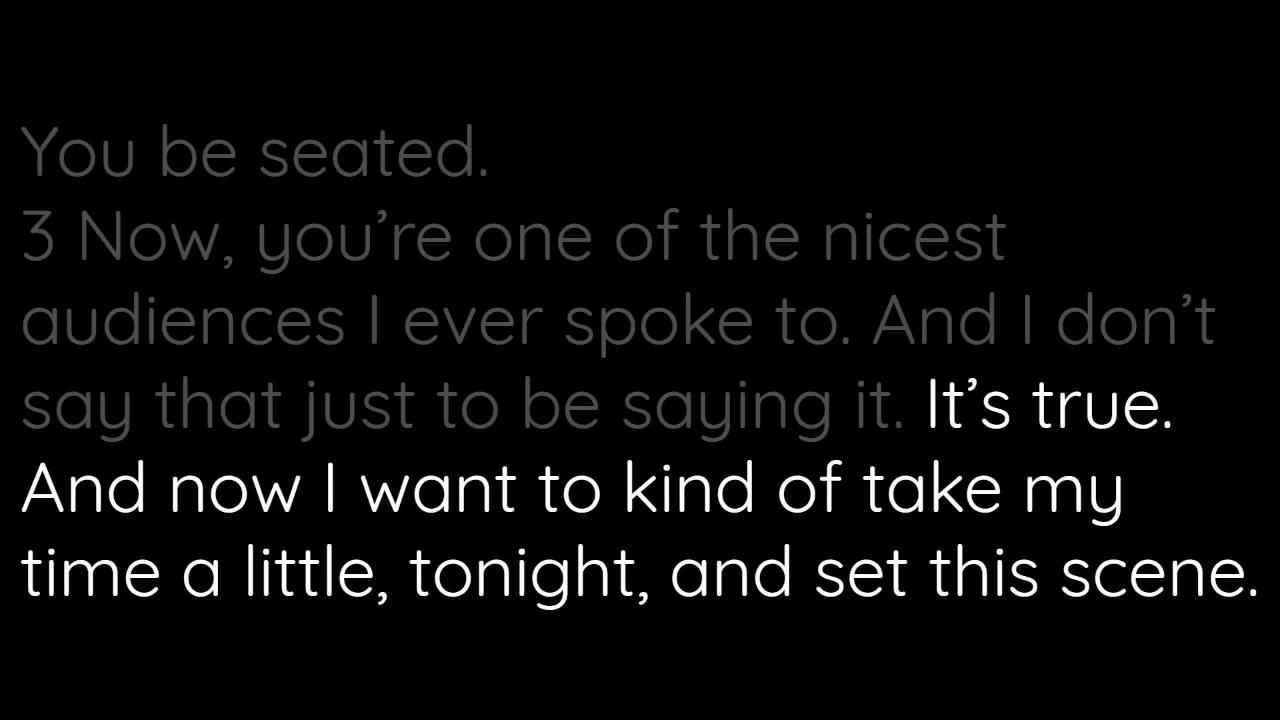 You be seated.
3 Now, you’re one of the nicest
audiences I ever spoke to. And I don’t
say that just to be saying it. It’s true.
And now I want to kind of take my
time a little, tonight, and set this scene.